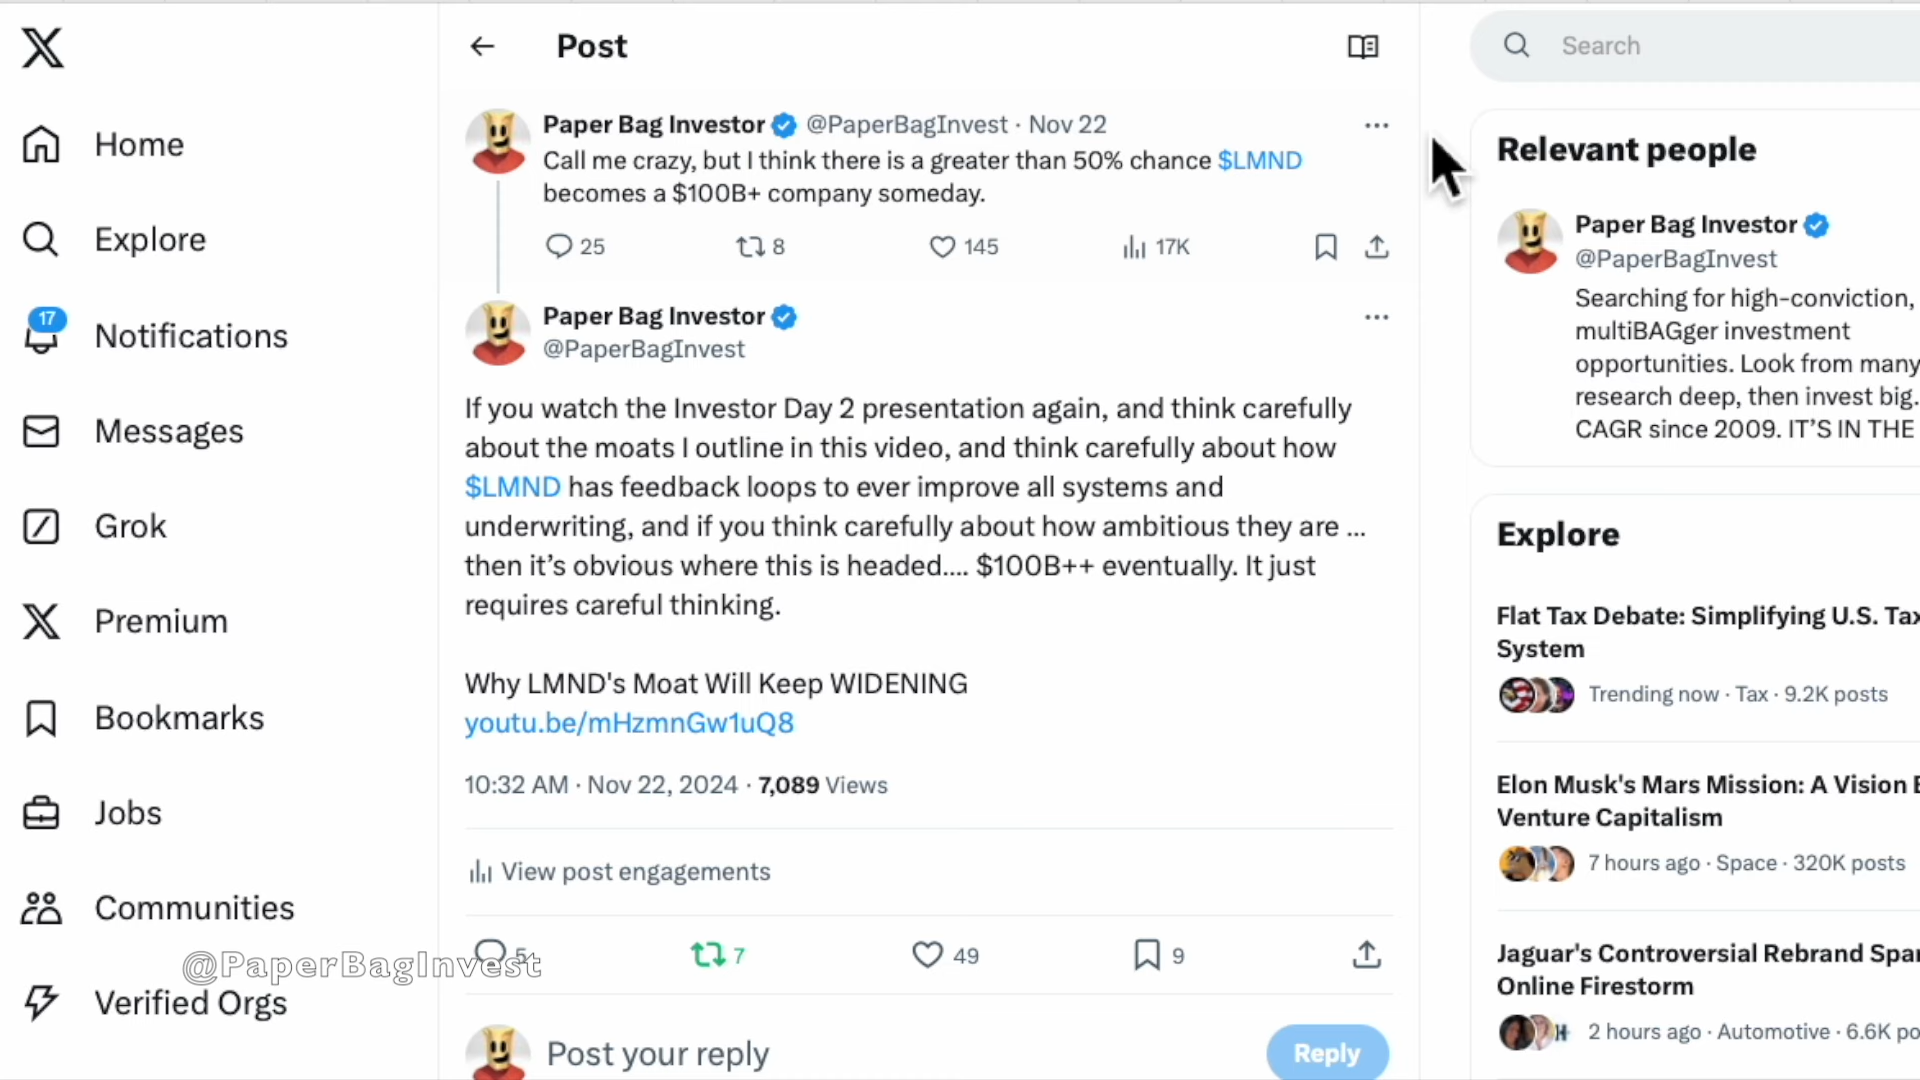 Post
Search
Home
Explore
17
Notifications
Messages
Grok
Premium
Bookmarks
Jobs
Communities
Verified Orgs
Paper Bag Investor @PaperBagInvest · Nov 22
Call me crazy, but I think there is a greater than 50% chance $LMND
becomes a $100B+ company someday.
25 8 145 17K
Paper Bag Investor
@PaperBagInvest
If you watch the Investor Day 2 presentation again, and think carefully
about the moats I outline in this video, and think carefully about how
$LMND has feedback loops to ever improve all systems and
underwriting, and if you think carefully about how ambitious they are ...
then it’s obvious where this is headed.... $100B++ eventually. It just
requires careful thinking.
Why LMND's Moat Will Keep WIDENING
youtu.be/mHzmnGw1uQ8
10:32 AM · Nov 22, 2024 · 7,089 Views
View post engagements
5 7 49 9
@PaperBagInvest
Post your reply
Reply
Relevant people
Paper Bag Investor
@PaperBagInvest
Searching for high-conviction,
multiBAGger investment
opportunities. Look from many
research deep, then invest big.
CAGR since 2009. IT’S IN THE
Explore
Flat Tax Debate: Simplifying U.S. Tax
System
Trending now · Tax · 9.2K posts
Elon Musk's Mars Mission: A Vision
Venture Capitalism
7 hours ago · Space · 320K posts
Jaguar's Controversial Rebrand
Online Firestorm
2 hours ago · Automotive · 6.6K